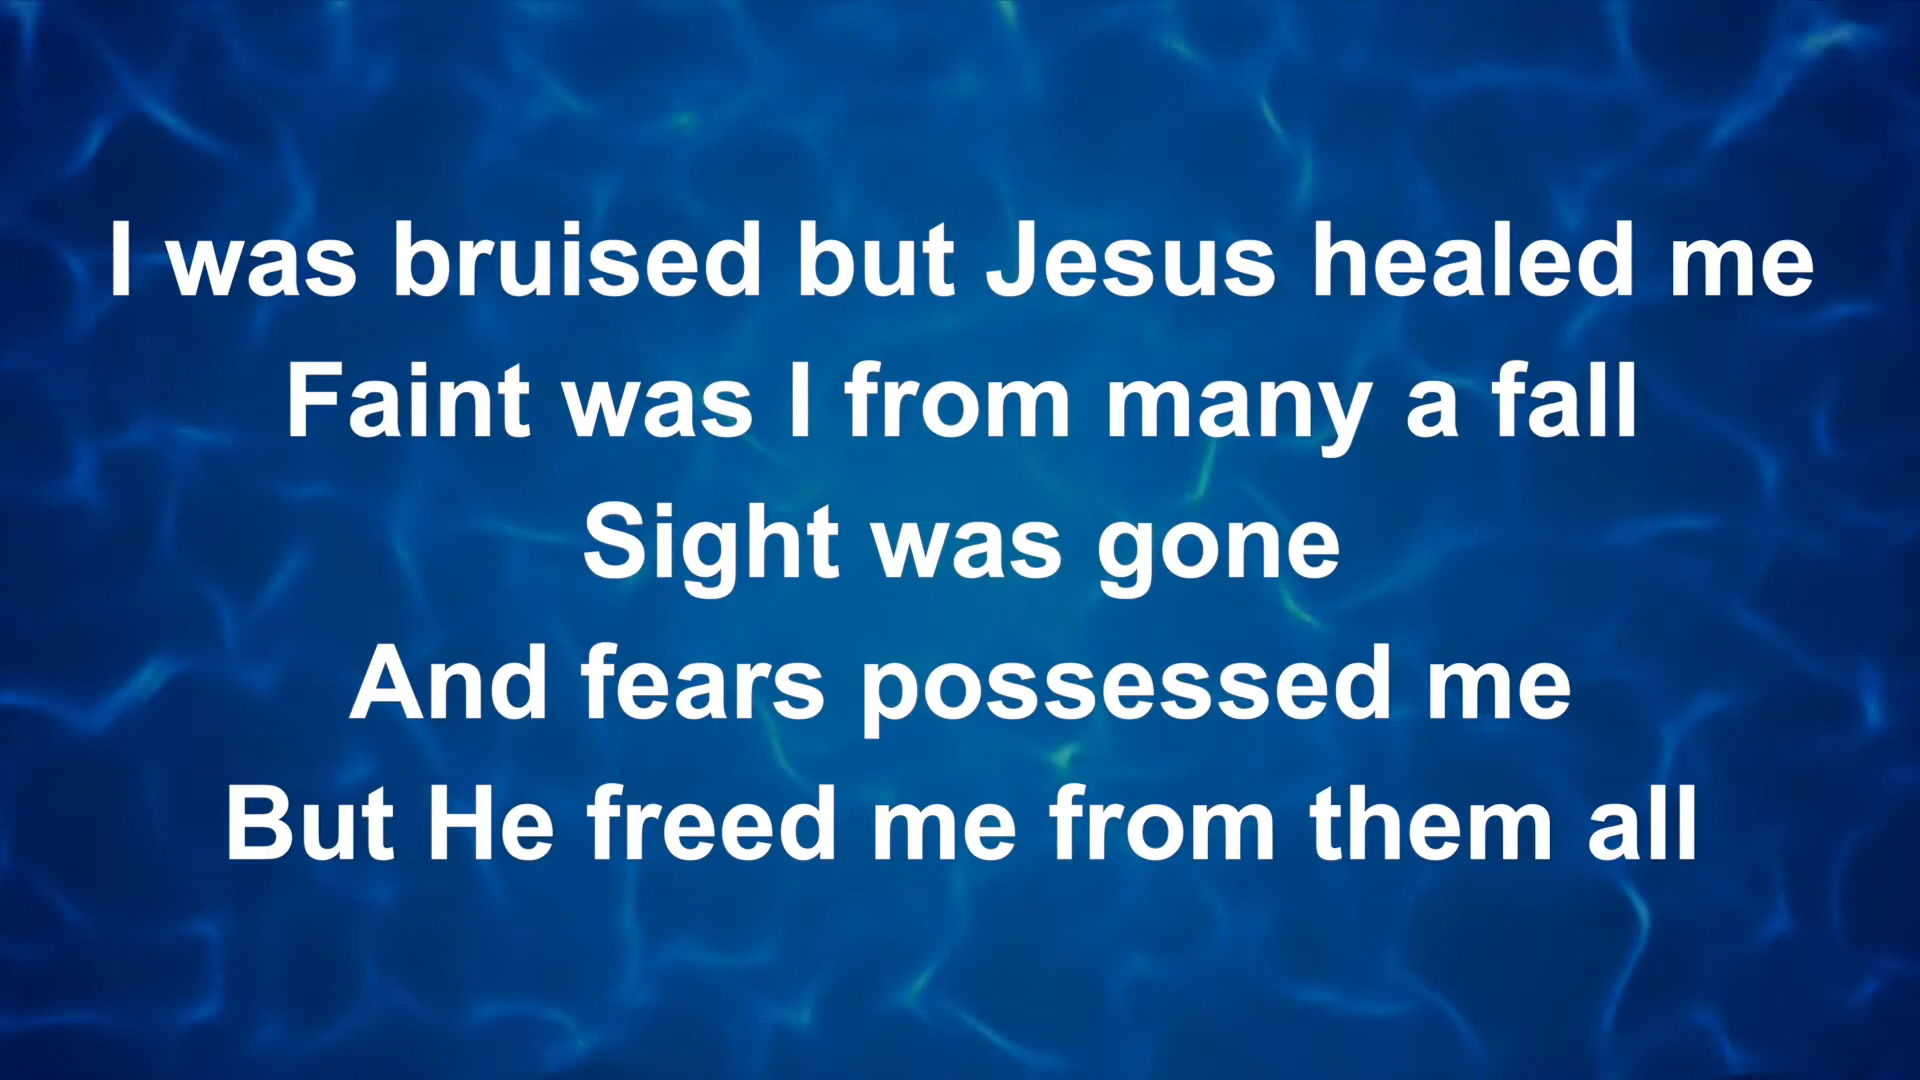 I was bruised but Jesus healed me
Faint was I from many a fall
Sight was gone
And fears possessed me
But He freed me from them all